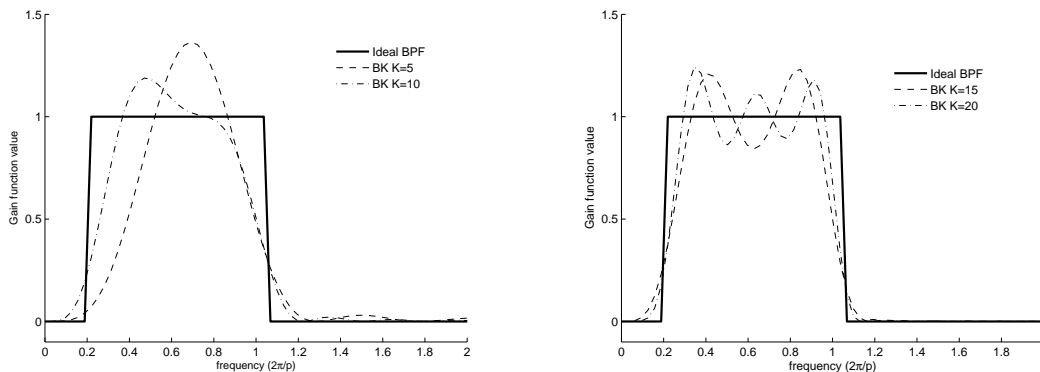 1.5
1
0.5
0
Gain function value
Ideal BPF
BK K=5
BK K=10
0 0.2 0.4 0.6 0.8 1 1.2 1.4 1.6 1.8 2
frequency (2π/p)
1.5
1
0.5
0
Gain function value
Ideal BPF
BK K=15
BK K=20
0 0.2 0.4 0.6 0.8 1 1.2 1.4 1.6 1.8
frequency (2π/p)